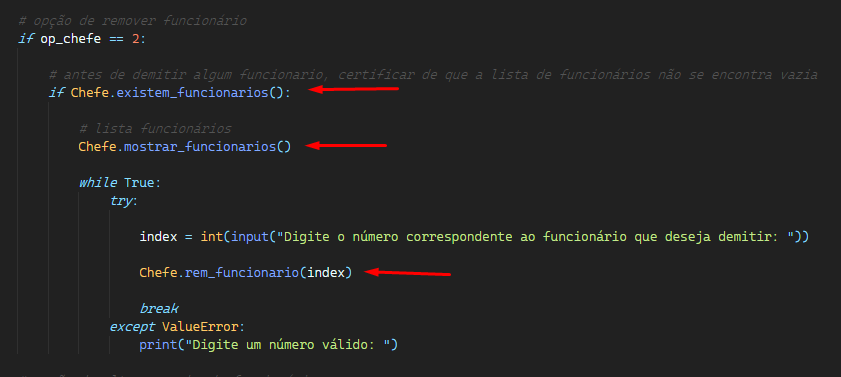 # opção de remover funcionário
if op_chefe == 2:
# antes de demitir algum funcionario, certificar de que a lista de funcionários não se encontra vazia
if Chefe.existem_funcionarios():
# lista funcionários
Chefe.mostrar_funcionarios()
while True:
try:
index = int(input("Digite o número correspondente ao funcionário que deseja demitir: "))
Chefe.rem_funcionario(index)
break
except ValueError:
print("Digite um número válido: ")